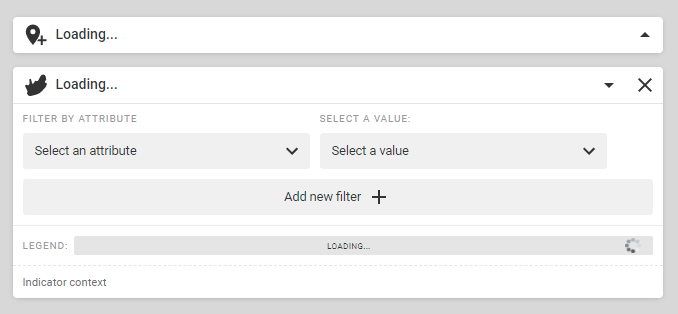 Loading...
Loading...
FILTER BY ATTRIBUTE
SELECT A VALUE:
Select an attribute
Select a value
Add new filter
LEGEND:
LOADING...
Indicator context